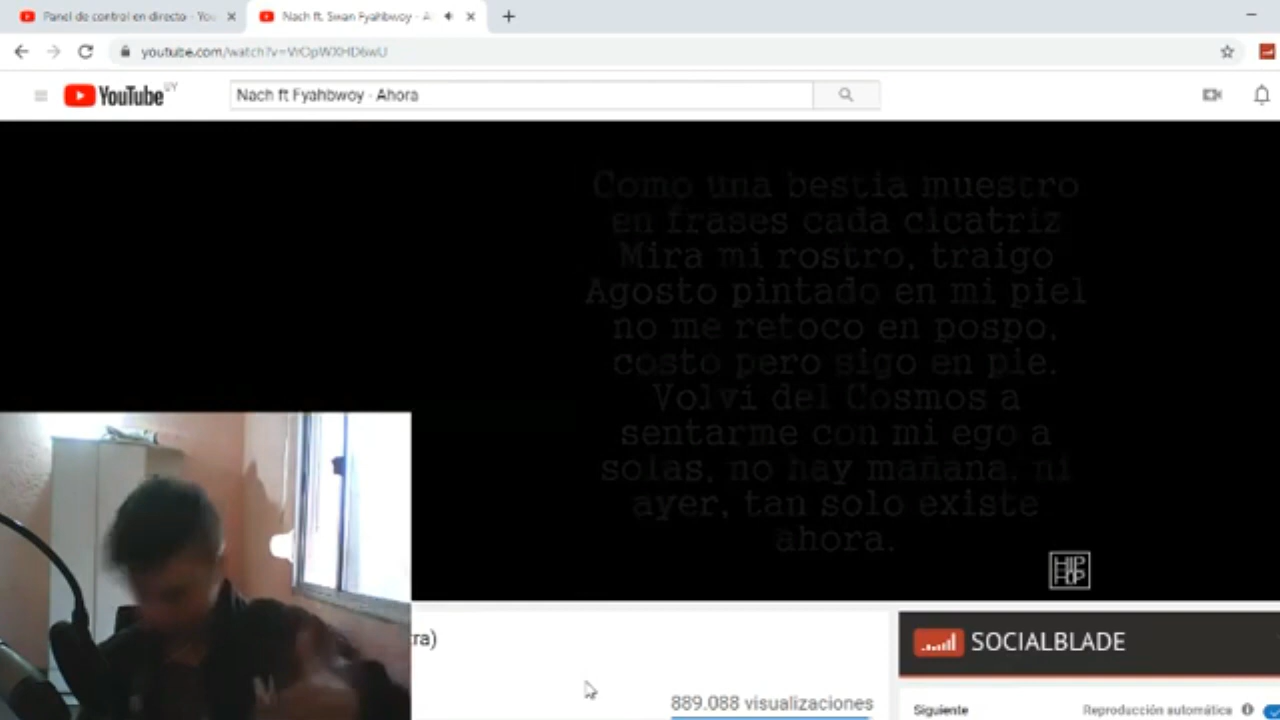 Panel de control en directo - You
Nach ft. Swan Fyahbwoy - A
youtube.com/watch?v=
YouTube UY
Nach ft Fyahbwoy - Ahora
Como una bestia muestro
en frases cada cicatriz
Mira mi rostro, traigo
Agosto pintado en mi piel
no me retoco en pospo,
costo pero sigo en pie.
Volví del Cosmos a
sentarme con mi ego a
solas, no hay mañana, ni
ayer, tan solo existe
ahora.
HIP
HOP
rra)
SOCIALBLADE
889.088 visualizaciones
Siguiente
Reproducción automática